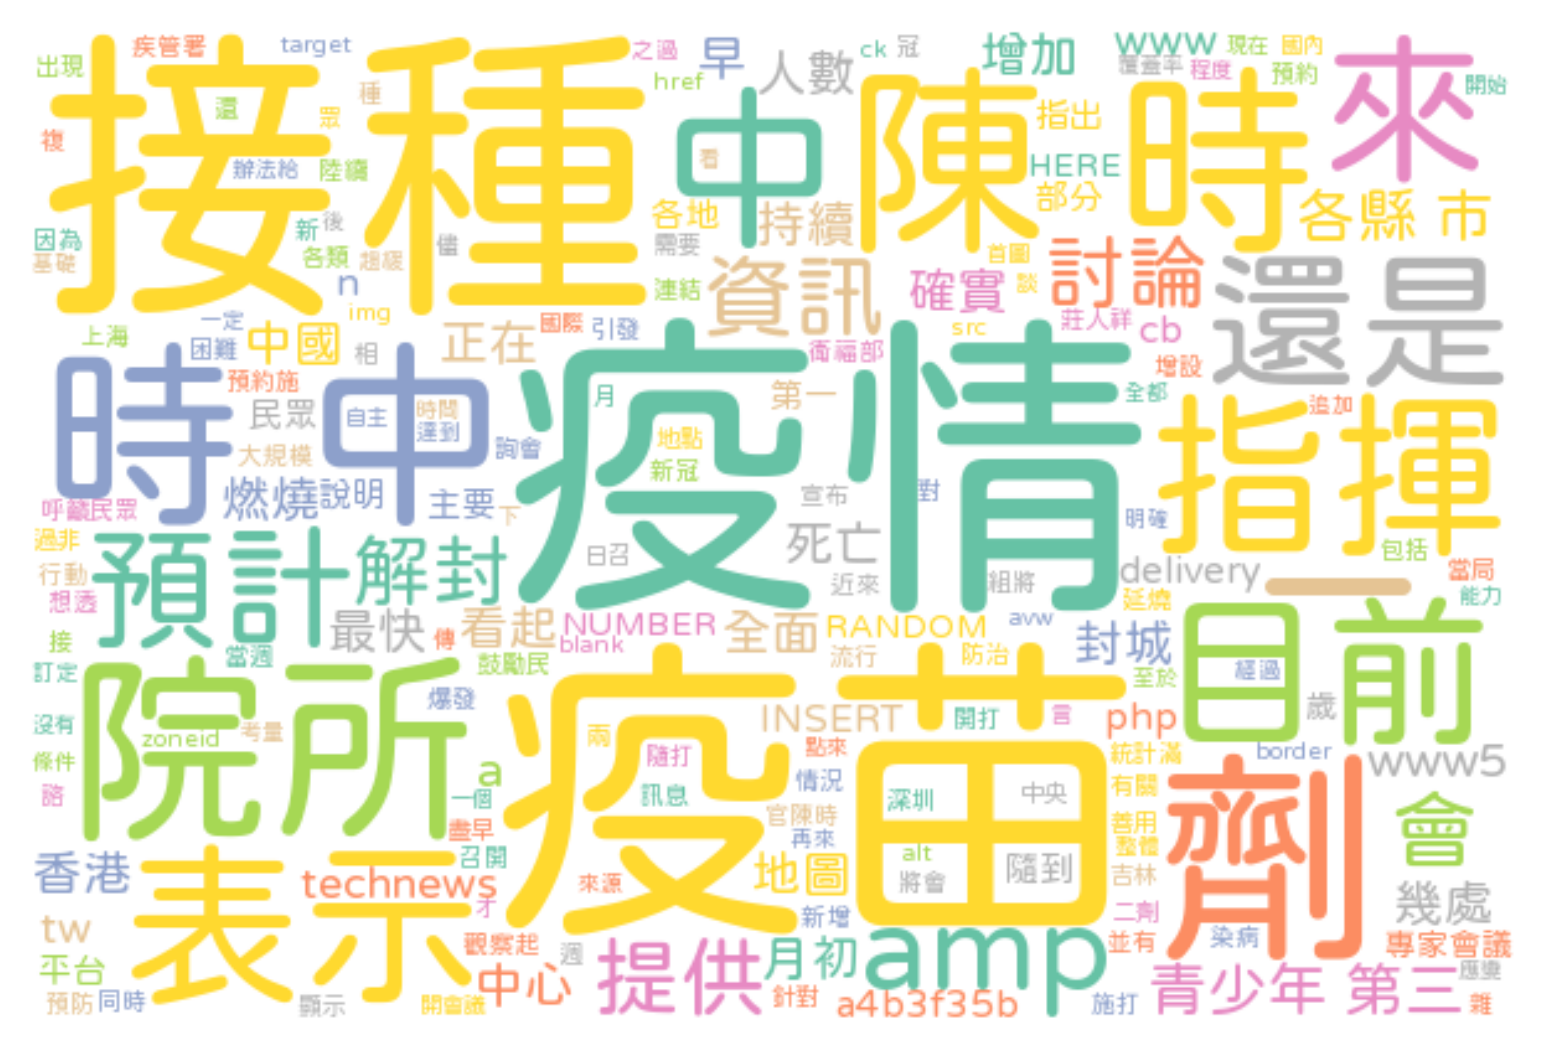 疾管署
target
之過
早
ck
冠
增加
www
現在
國內
出現
接種
href
人數
覆蓋率
程度
預約
來
開始
還
種
中
陳
時
指出
複
眾
看
HERE
辦法給
陸續
部分
各縣 市
因為
新
後
儘
各地
持續
基礎
各類
趨緩
需要
首圖
討論
n
連結
資訊
確實
談
還是
img
上海
一定
中國
正在
國際
引發
src
莊人祥
cb
困難
相
衛福部
增設
時中
預約施
疫情
月
第一
全都
追加
民眾
自主
時間
達到
指揮
大規模
詢會
地點
新冠
燃燒
說明
主要
下
宣布
對
呼籲民眾
明確
過非
預計
解封
日召
死亡
包括
行動
近來
組將
delivery
一
當局
想透
延燒
能力
最快
傳
看起
NUMBER
全面
RANDOM
avw
目前
接
當週
blank
流行
防治
封城
訂定
院所
鼓勵民
疫苗
至於
經過
沒有
爆發
INSERT
開打
言
php
歲
zoneid
考量
兩
條件
隨打
點來
統計滿
border
www5
諮
a
一個
訊息
情況
深圳
中央
有關
劑
會
盡早
官陳時
善用
香港
表示
召開
再來
整體
technews
來源
地圖
alt
將會
隨到
吉林
幾處
才
新增
二劑
tw
觀察起
週
提供
月初
amp
並有
染病
專家會議
平台
中心
針對
青少年
第三
應變
預防
同時
顯示
開會議
a4b3f35b
施打
雜